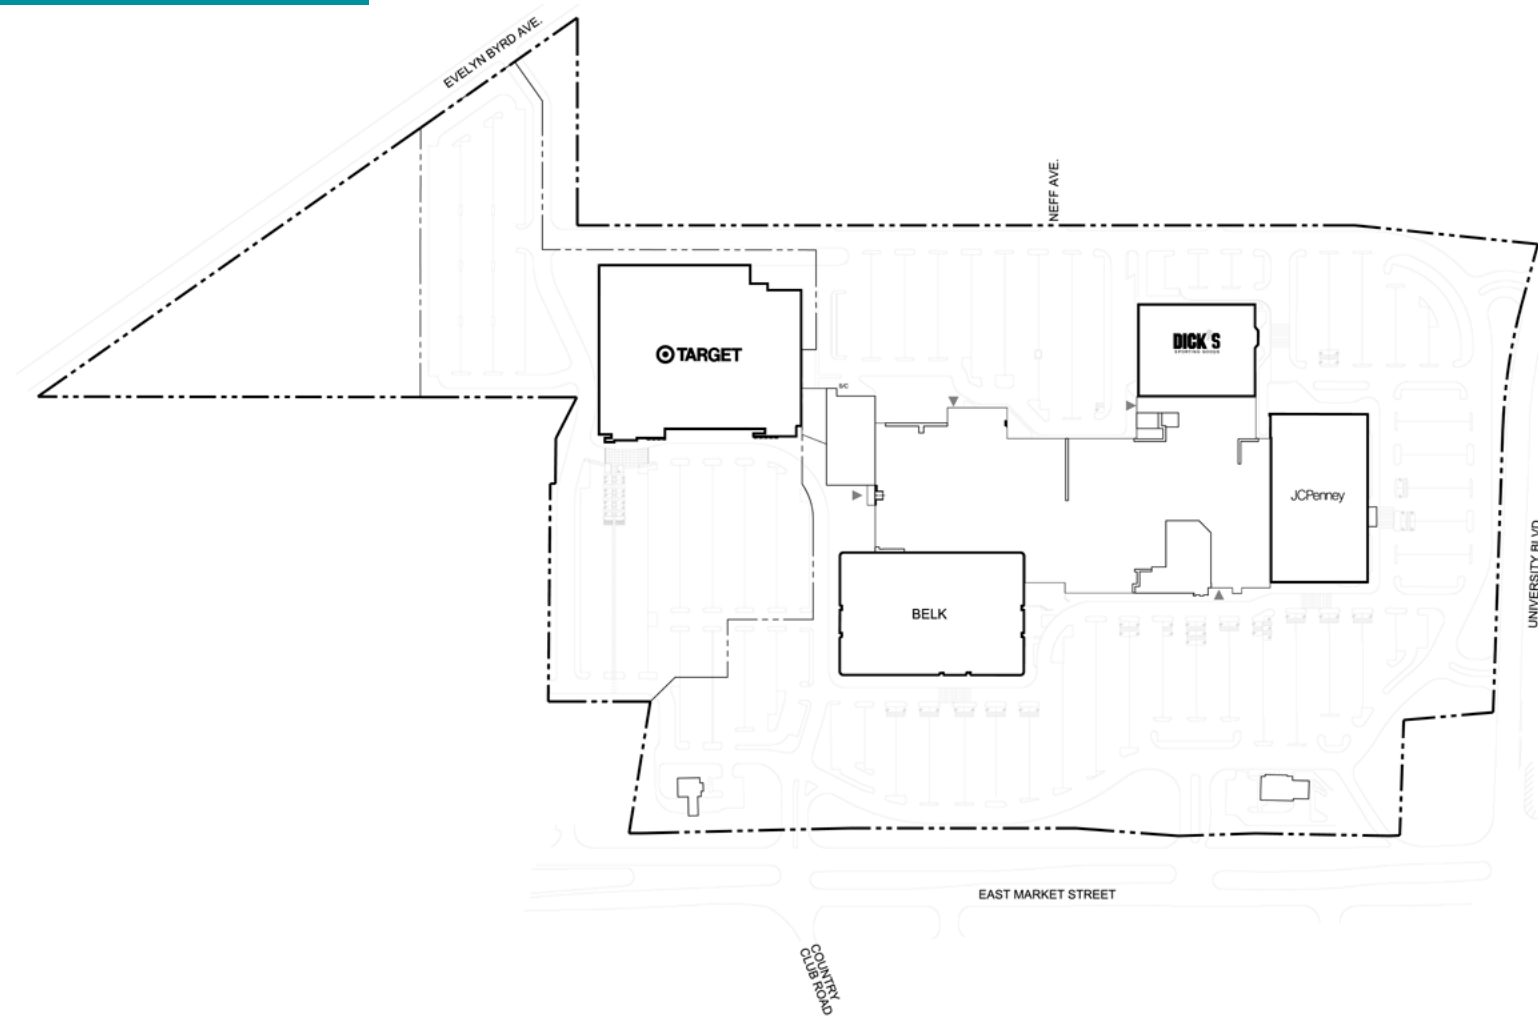 EVELYN BYRD AVE.
NEFF AVE.
TARGET
DICK'S
SPORTING GOODS
S/C
JCPenney
BELK
UNIVERSITY BLVD
EAST MARKET STREET
COUNTRY
CLUB ROAD